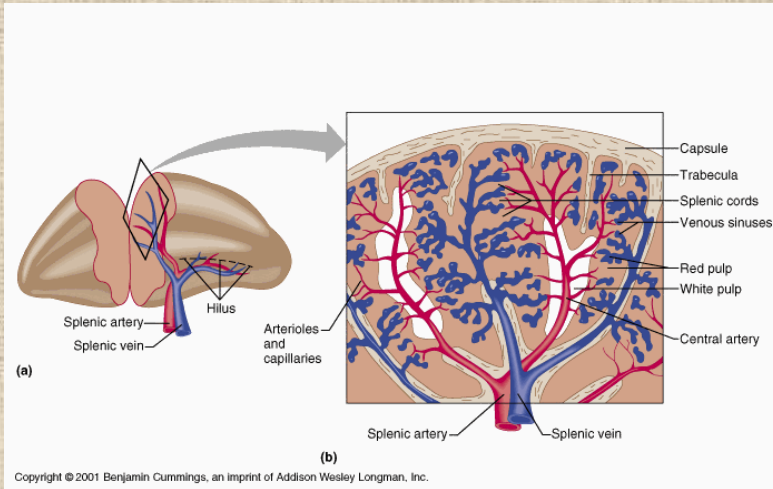 Capsule
Trabecula
Splenic cords
Venous sinuses
Red pulp
White pulp
Central artery
Hilus
Splenic artery
Splenic vein
Arterioles
and
capillaries
(a)
Splenic artery
Splenic vein
(b)
Copyright © 2001 Benjamin Cummings, an imprint of Addison Wesley Longman, Inc.